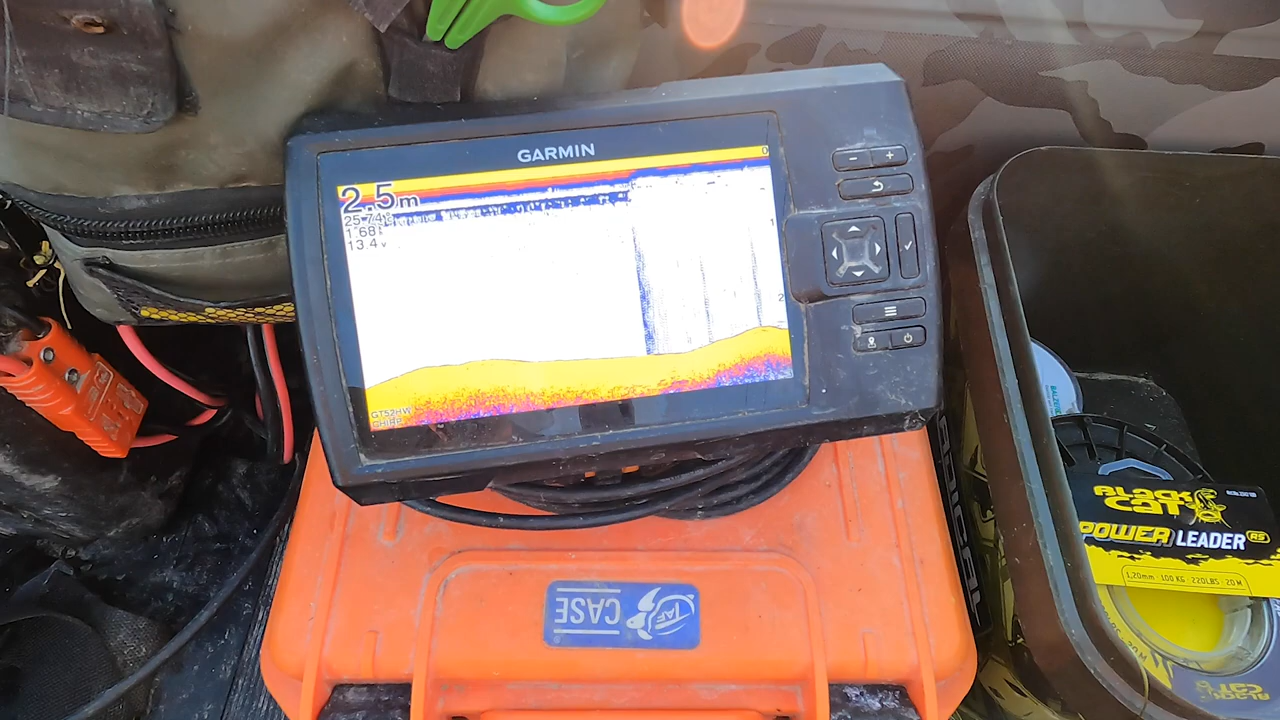 GARMIN
0
2.5m
25.74°c
1.68
13.4v
1
2
GT52HW
CHIRP
TAF
CASE
BLACK
CAT
POWER LEADER RS
1,20mm · 100 KG · 220LBS · 20 M